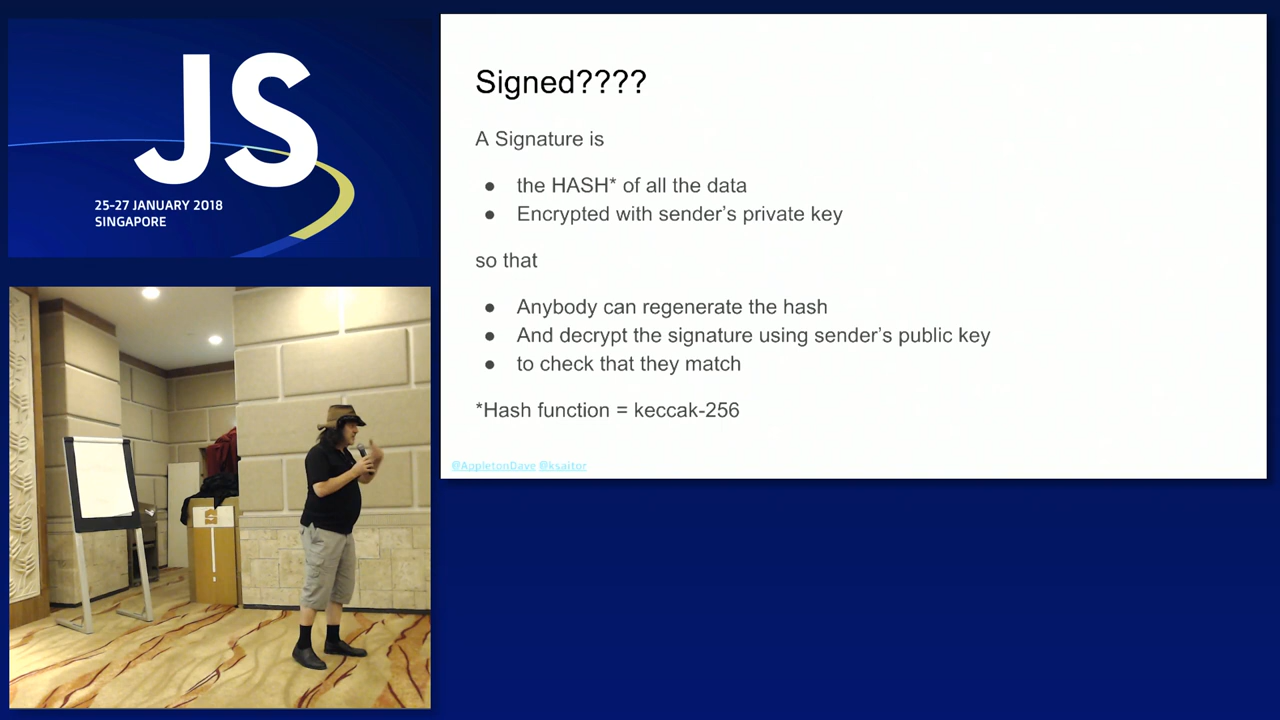 JS
25-27 JANUARY 2018
SINGAPORE
Signed????
A Signature is
● the HASH* of all the data
● Encrypted with sender's private key
so that
● Anybody can regenerate the hash
● And decrypt the signature using sender's public key
● to check that they match
*Hash function = keccak-256
@AppletonDave @ksaitor